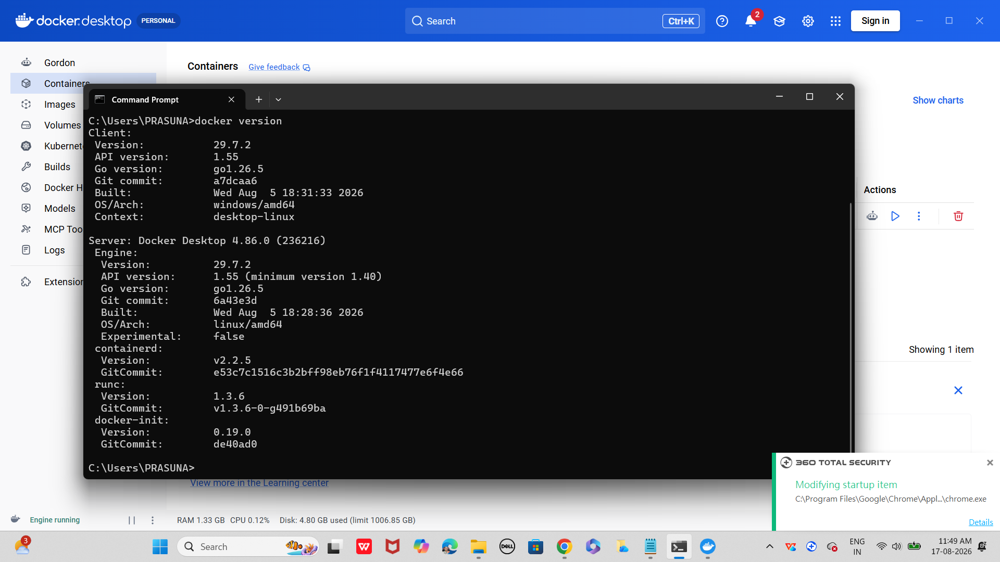 docker.desktop PERSONAL
Search Ctrl+K
2
Sign in
Gordon
Containers
Images
Volumes
Kubernet
Builds
Docker H
Models
MCP Too
Logs
Extension
Containers Give feedback
Show charts
Command Prompt
C:\Users\PRASUNA>docker version
Client:
Version: 29.7.2
API version: 1.55
Go version: go1.26.5
Git commit: a7dcaa6
Built: Wed Aug  5 18:31:33 2026
OS/Arch: windows/amd64
Context: desktop-linux
Server: Docker Desktop 4.86.0 (236216)
Engine:
Version: 29.7.2
API version: 1.55 (minimum version 1.40)
Go version: go1.26.5
Git commit: 6a43e3d
Built: Wed Aug  5 18:28:36 2026
OS/Arch: linux/amd64
Experimental: false
containerd:
Version: v2.2.5
GitCommit: e53c7c1516c3b2bff98eb76f1f4117477e6f4e66
runc:
Version: 1.3.6
GitCommit: v1.3.6-0-g491b69ba
docker-init:
Version: 0.19.0
GitCommit: de40ad0
C:\Users\PRASUNA>
Actions
Showing 1 item
View more in the Learning center
360 TOTAL SECURITY
Modifying startup item
C:\Program Files\Google\Chrome\Appl...\chrome.exe
Details
Engine running
RAM 1.33 GB CPU 0.12% Disk: 4.80 GB used (limit 1006.85 GB)
3
Search
DELL
ENG
IN
11:49 AM
17-08-2026